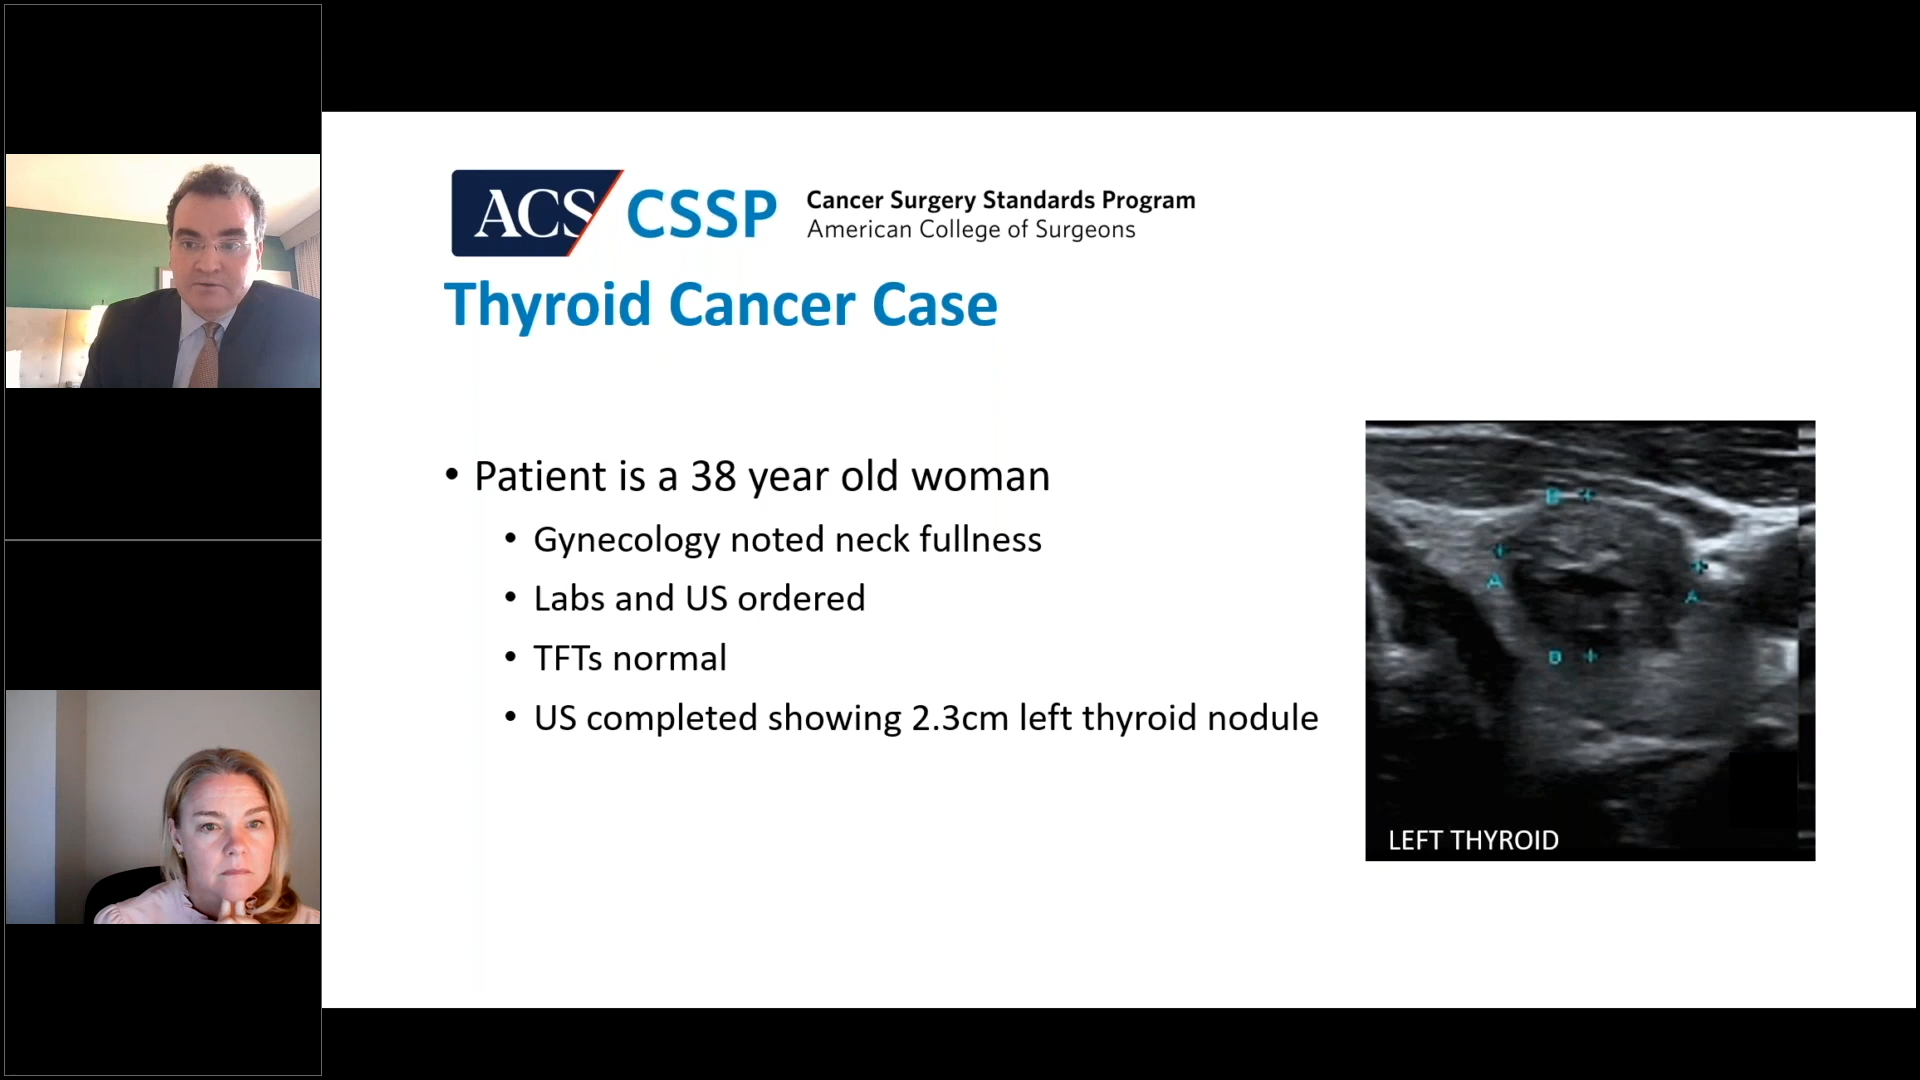 ACS CSSP Cancer Surgery Standards Program
American College of Surgeons
Thyroid Cancer Case
• Patient is a 38 year old woman
• Gynecology noted neck fullness
• Labs and US ordered
• TFTs normal
• US completed showing 2.3cm left thyroid nodule
B
A
A
B
LEFT THYROID